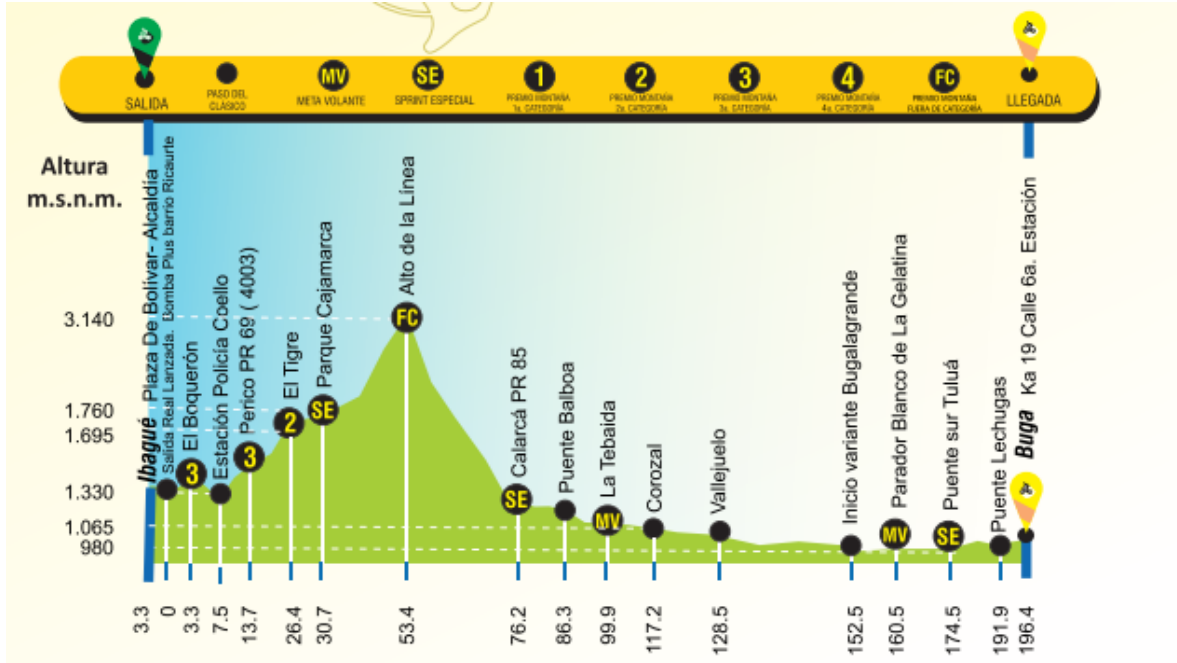 SALIDA
PASO DEL
CLASICO
MV
META VOLANTE
SE
SPRINT ESPECIAL
1
PREMIO MONTAÑA
1a. CATEGORÍA
2
PREMIO MONTAÑA
2a. CATEGORÍA
3
PREMIO MONTAÑA
3a. CATEGORÍA
4
PREMIO MONTAÑA
4a. CATEGORÍA
FC
PREMIO MONTAÑA
FUERA DE CATEGORÍA
LLEGADA
Altura
m.s.n.m.
3.140
1.760
1.695
1.330
1.065
980
Ibagué Plaza De Bolívar- Alcaldía
Salida Real Lanzada. Bomba Plus barrio Ricaurte
3
El Boquerón
Estación Policía Coello
3
Perico PR 69 ( 4003)
2
El Tigre
SE
Parque Cajamarca
FC
Alto de la Línea
SE
Calarcá PR 85
Puente Balboa
MV
La Tebaida
Corozal
Vallejuelo
Inicio variante Bugalagrande
MV
Parador Blanco de La Gelatina
SE
Puente sur Tuluá
Puente Lechugas
Buga Ka 19 Calle 6a. Estación
3.3
0
3.3
7.5
13.7
26.4
30.7
53.4
76.2
86.3
99.9
117.2
128.5
152.5
160.5
174.5
191.9
196.4